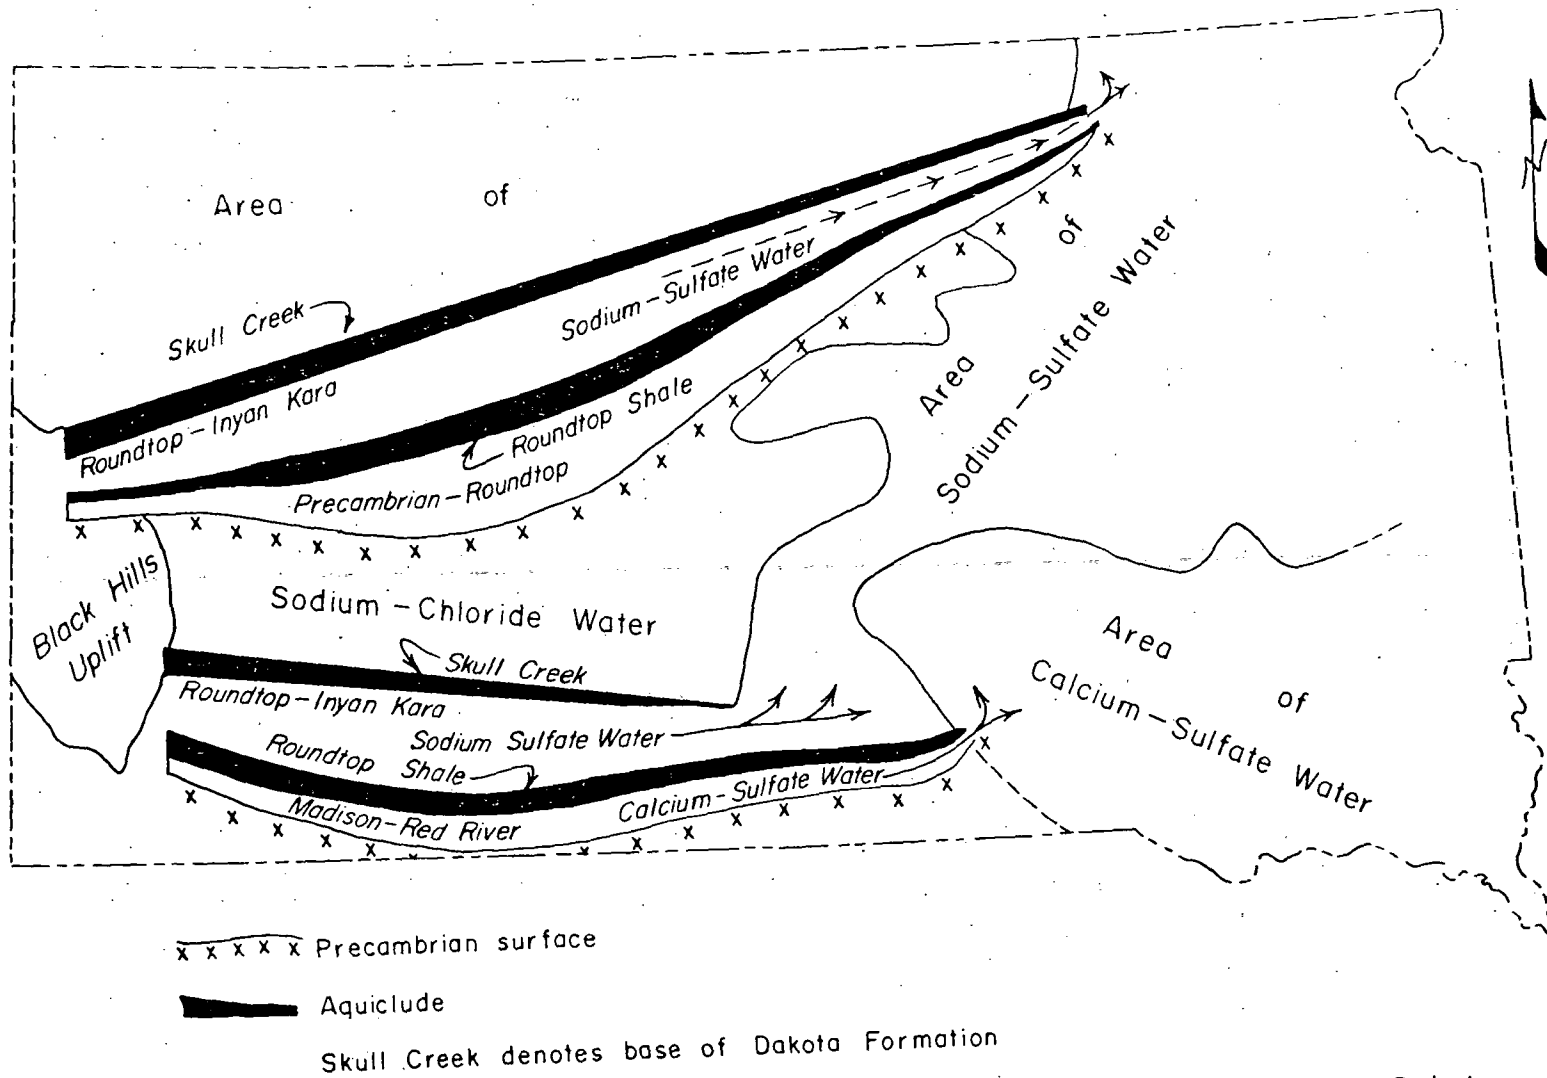 Area of
Skull Creek
Roundtop-Inyan Kara
Sodium-Sulfate Water
Roundtop Shale
Precambrian-Roundtop
Area of
Sodium-Sulfate Water
Black Hills
Uplift
Sodium-Chloride Water
Skull Creek
Roundtop-Inyan Kara
Sodium Sulfate Water
Roundtop
Shale
Madison-Red River
Calcium-Sulfate Water
Area
of
Calcium-Sulfate Water
x x x x x Precambrian surface
Aquiclude
Skull Creek denotes base of Dakota Formation